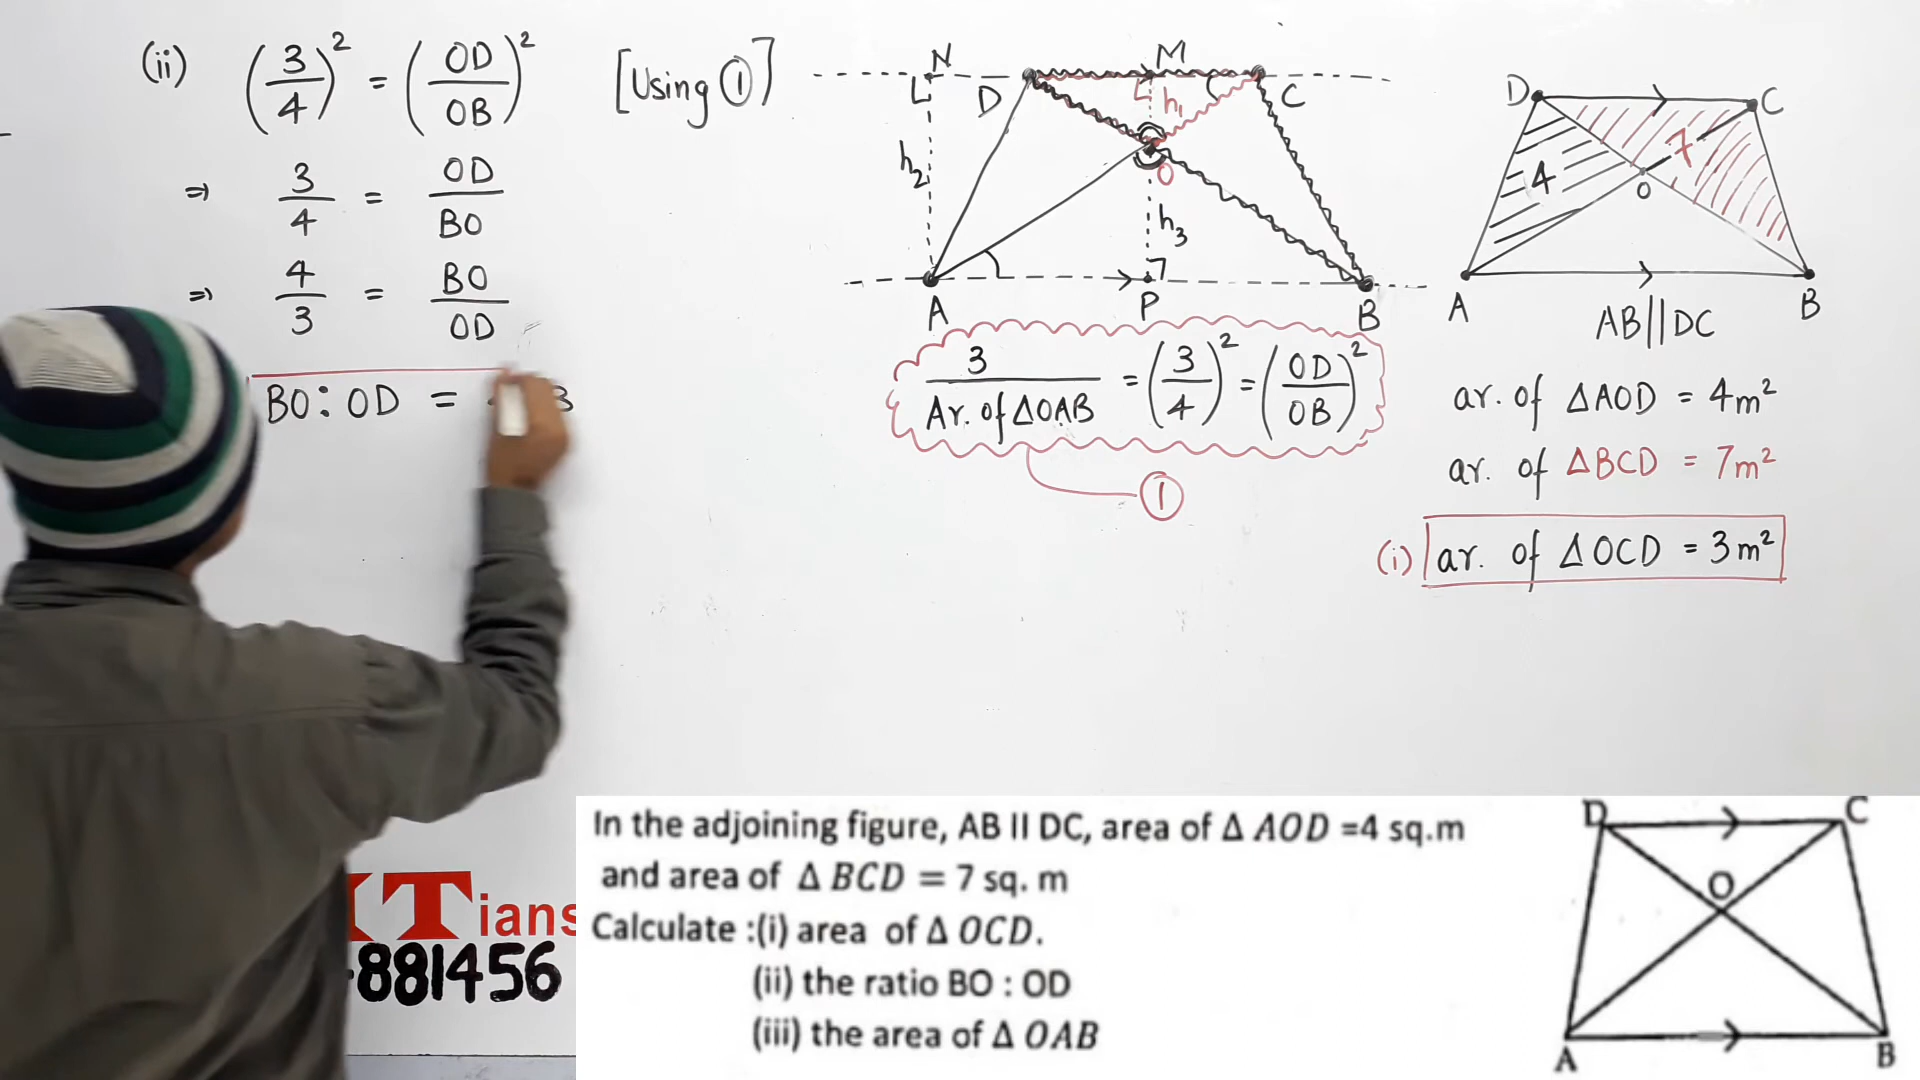 (ii) (3/4)² = (OD/OB)² [Using ①]
⇒ 3/4 = OD/BO
⇒ 4/3 = BO/OD
BO : OD = 3
N D M C
L h₁
h₂ O
h₃
A P B
3/Ar. of ΔOAB = (3/4)² = (OD/OB)²
①
D C
4 7
O
A B
AB||DC
ar. of ΔAOD = 4m²
ar. of ΔBCD = 7m²
(i) ar. of ΔOCD = 3m²
Tians
881456
In the adjoining figure, AB II DC, area of Δ AOD =4 sq.m
and area of Δ BCD = 7 sq. m
Calculate :(i) area of Δ OCD.
(ii) the ratio BO : OD
(iii) the area of Δ OAB
D C
O
A B